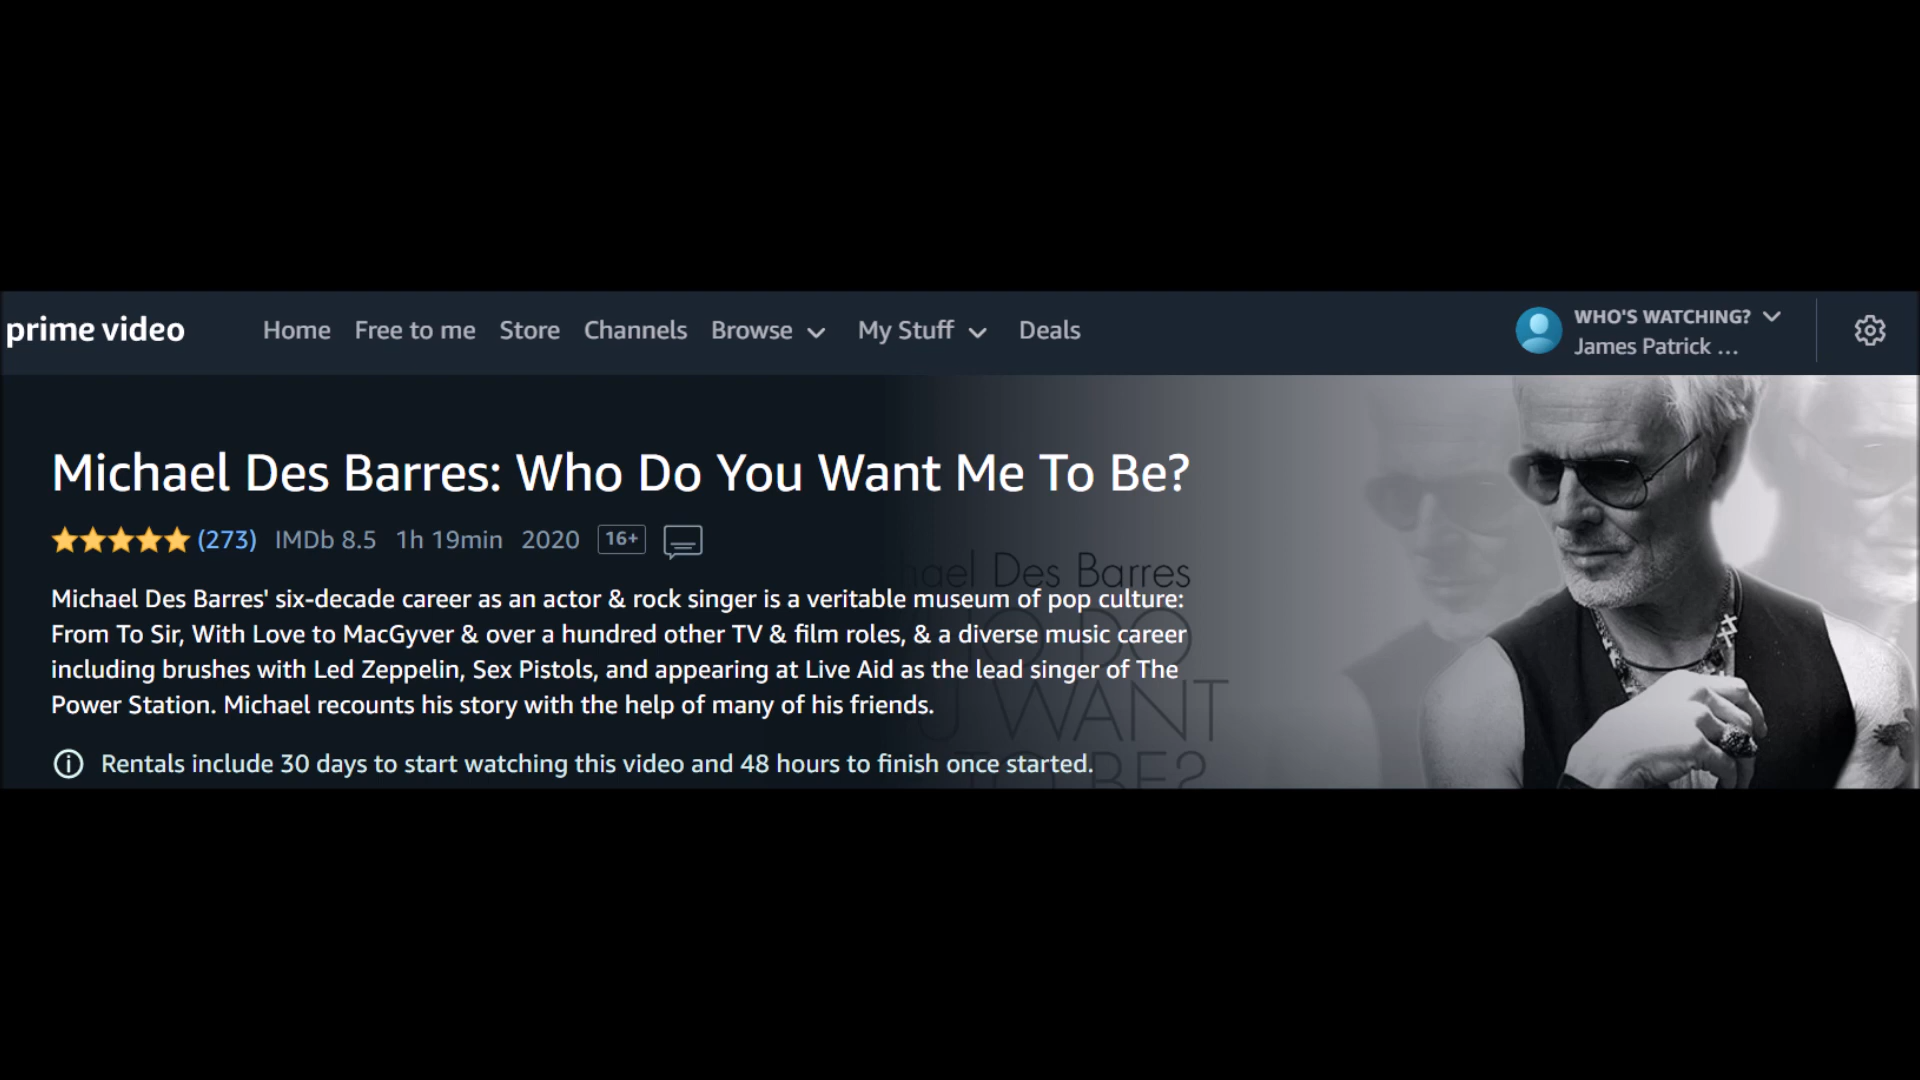 prime video
Home Free to me Store Channels Browse My Stuff Deals
WHO'S WATCHING?
James Patrick ...
Michael Des Barres: Who Do You Want Me To Be?
(273) IMDb 8.5 1h 19min 2020 16+
Michael Des Barres' six-decade career as an actor & rock singer is a veritable museum of pop culture:
From To Sir, With Love to MacGyver & over a hundred other TV & film roles, & a diverse music career
including brushes with Led Zeppelin, Sex Pistols, and appearing at Live Aid as the lead singer of The
Power Station. Michael recounts his story with the help of many of his friends.
Rentals include 30 days to start watching this video and 48 hours to finish once started.
Des Barres
DO
WANT
TO BE?